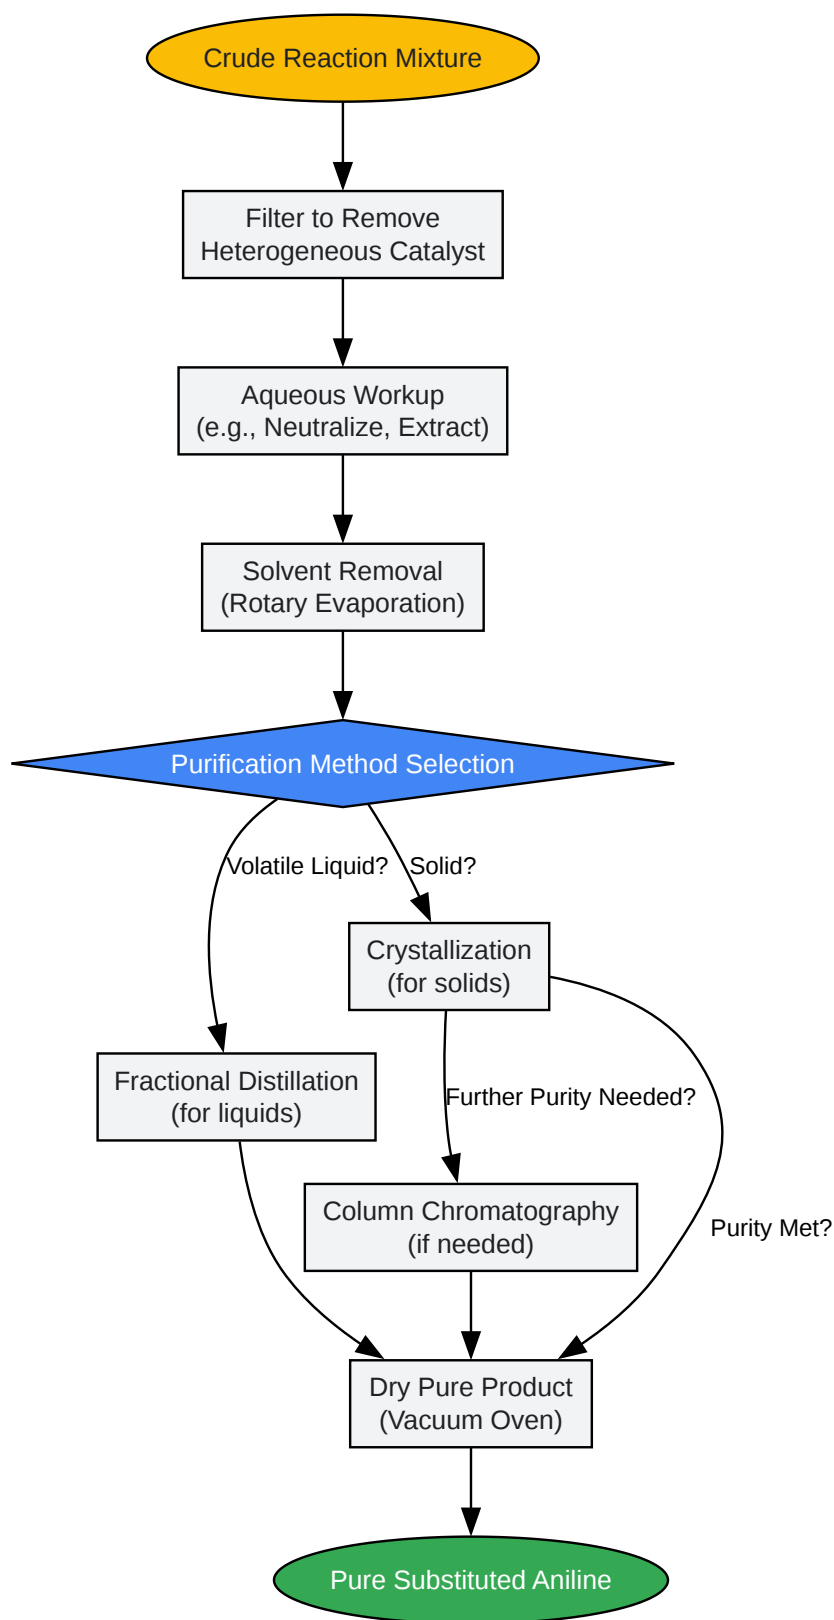 Crude Reaction Mixture
Filter to Remove
Heterogeneous Catalyst
Aqueous Workup
(e.g., Neutralize, Extract)
Solvent Removal
(Rotary Evaporation)
Purification Method Selection
Volatile Liquid?
Solid?
Crystallization
(for solids)
Fractional Distillation
(for liquids)
Further Purity Needed?
Column Chromatography
(if needed)
Purity Met?
Dry Pure Product
(Vacuum Oven)
Pure Substituted Aniline